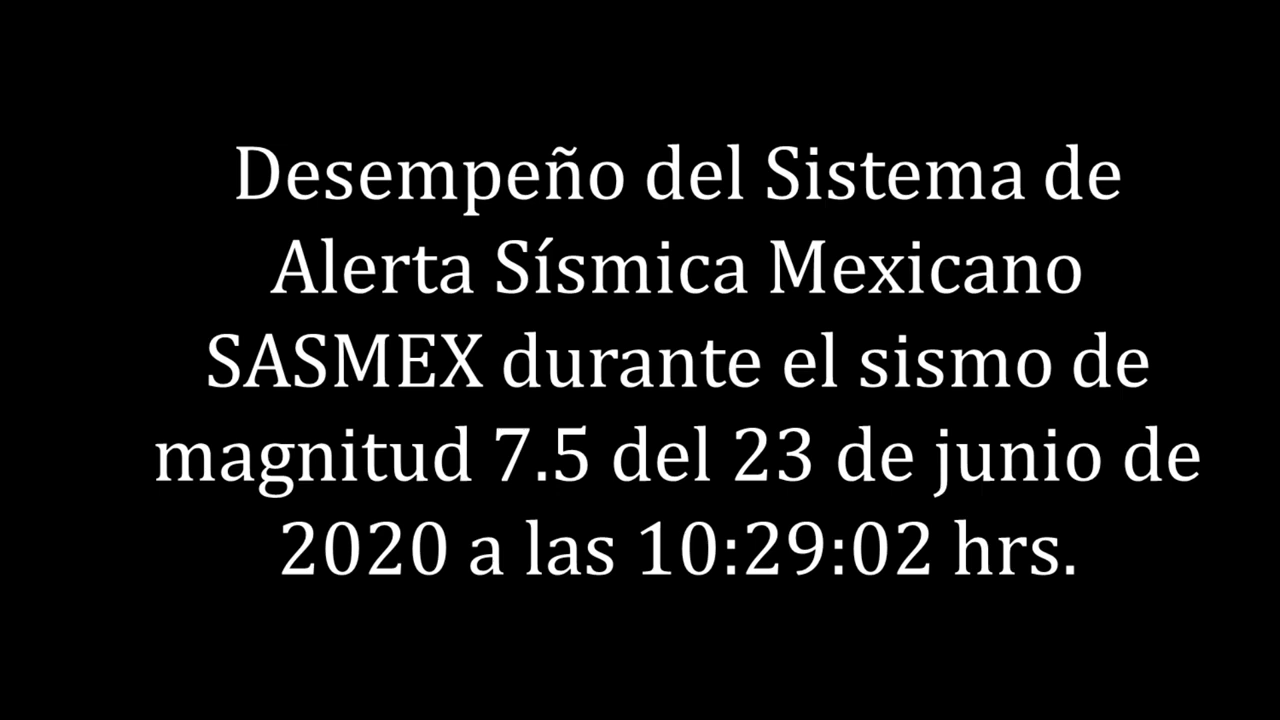 Desempeño del Sistema de
Alerta Sísmica Mexicano
SASMEX durante el sismo de
magnitud 7.5 del 23 de junio de
2020 a las 10:29:02 hrs.